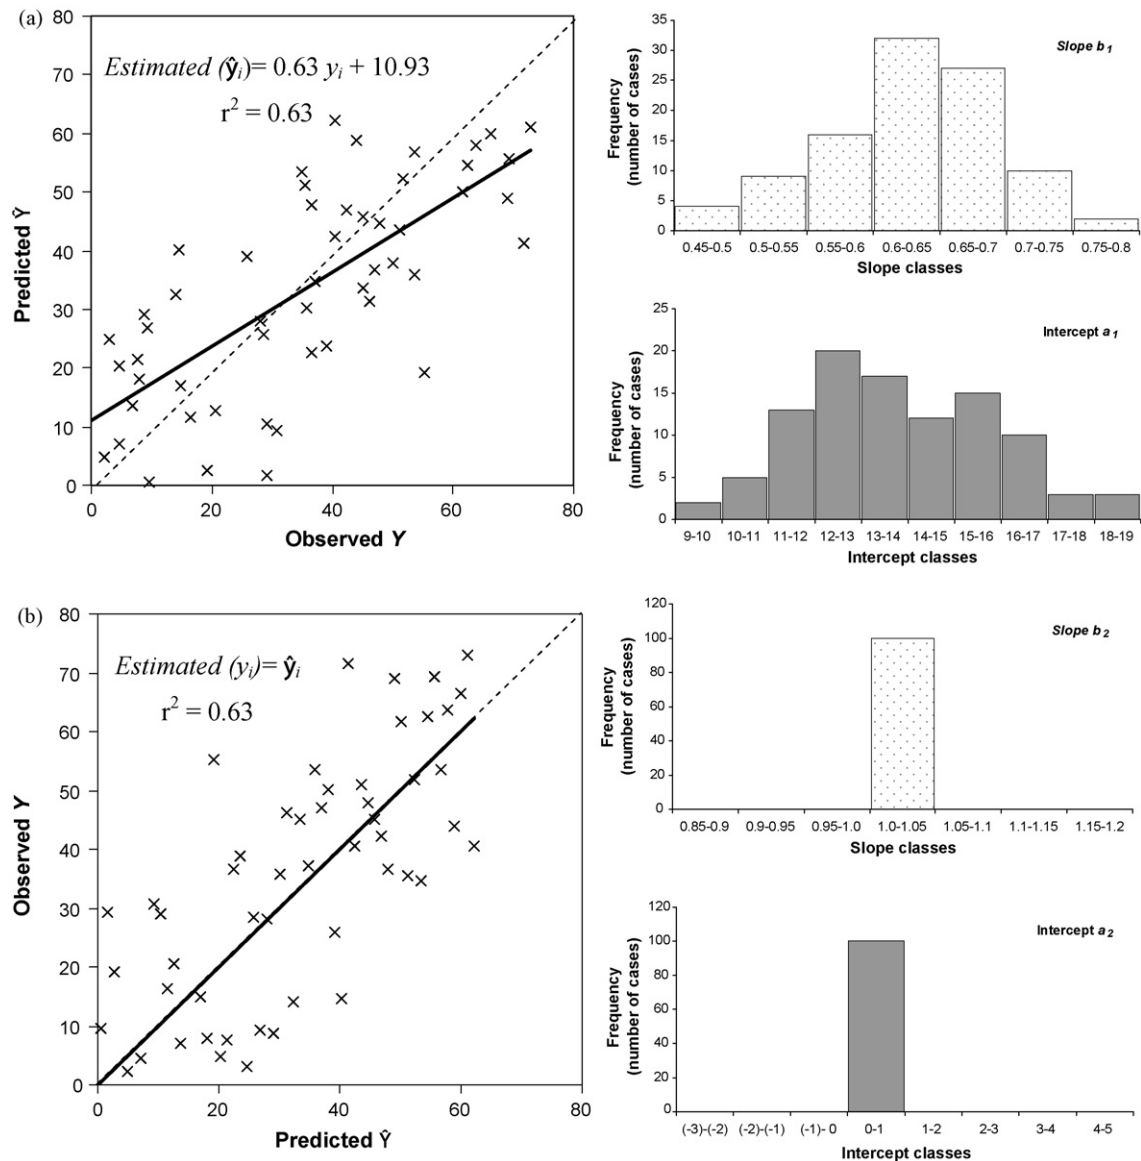 (a)
80
70
60
50
40
30
20
10
0
Predicted Ŷ
Estimated (ŷi)= 0.63 yi + 10.93
r² = 0.63
0 20 40 60 80
Observed Y
35
30
25
20
15
10
5
0
Frequency
(number of cases)
Slope b1
0.45-0.5 0.5-0.55 0.55-0.6 0.6-0.65 0.65-0.7 0.7-0.75 0.75-0.8
Slope classes
25
20
15
10
5
0
Frequency
(number of cases)
Intercept a1
9-10 10-11 11-12 12-13 13-14 14-15 15-16 16-17 17-18 18-19
Intercept classes
(b)
80
70
60
50
40
30
20
10
0
Observed Y
Estimated (yi)= ŷi
r² = 0.63
0 20 40 60 80
Predicted Ŷ
120
100
80
60
40
20
0
Frequency
(number of cases)
Slope b2
0.85-0.9 0.9-0.95 0.95-1.0 1.0-1.05 1.05-1.1 1.1-1.15 1.15-1.2
Slope classes
120
100
80
60
40
20
0
Frequency
(number of cases)
Intercept a2
(-3)-(-2) (-2)-(-1) (-1)- 0 0-1 1-2 2-3 3-4 4-5
Intercept classes